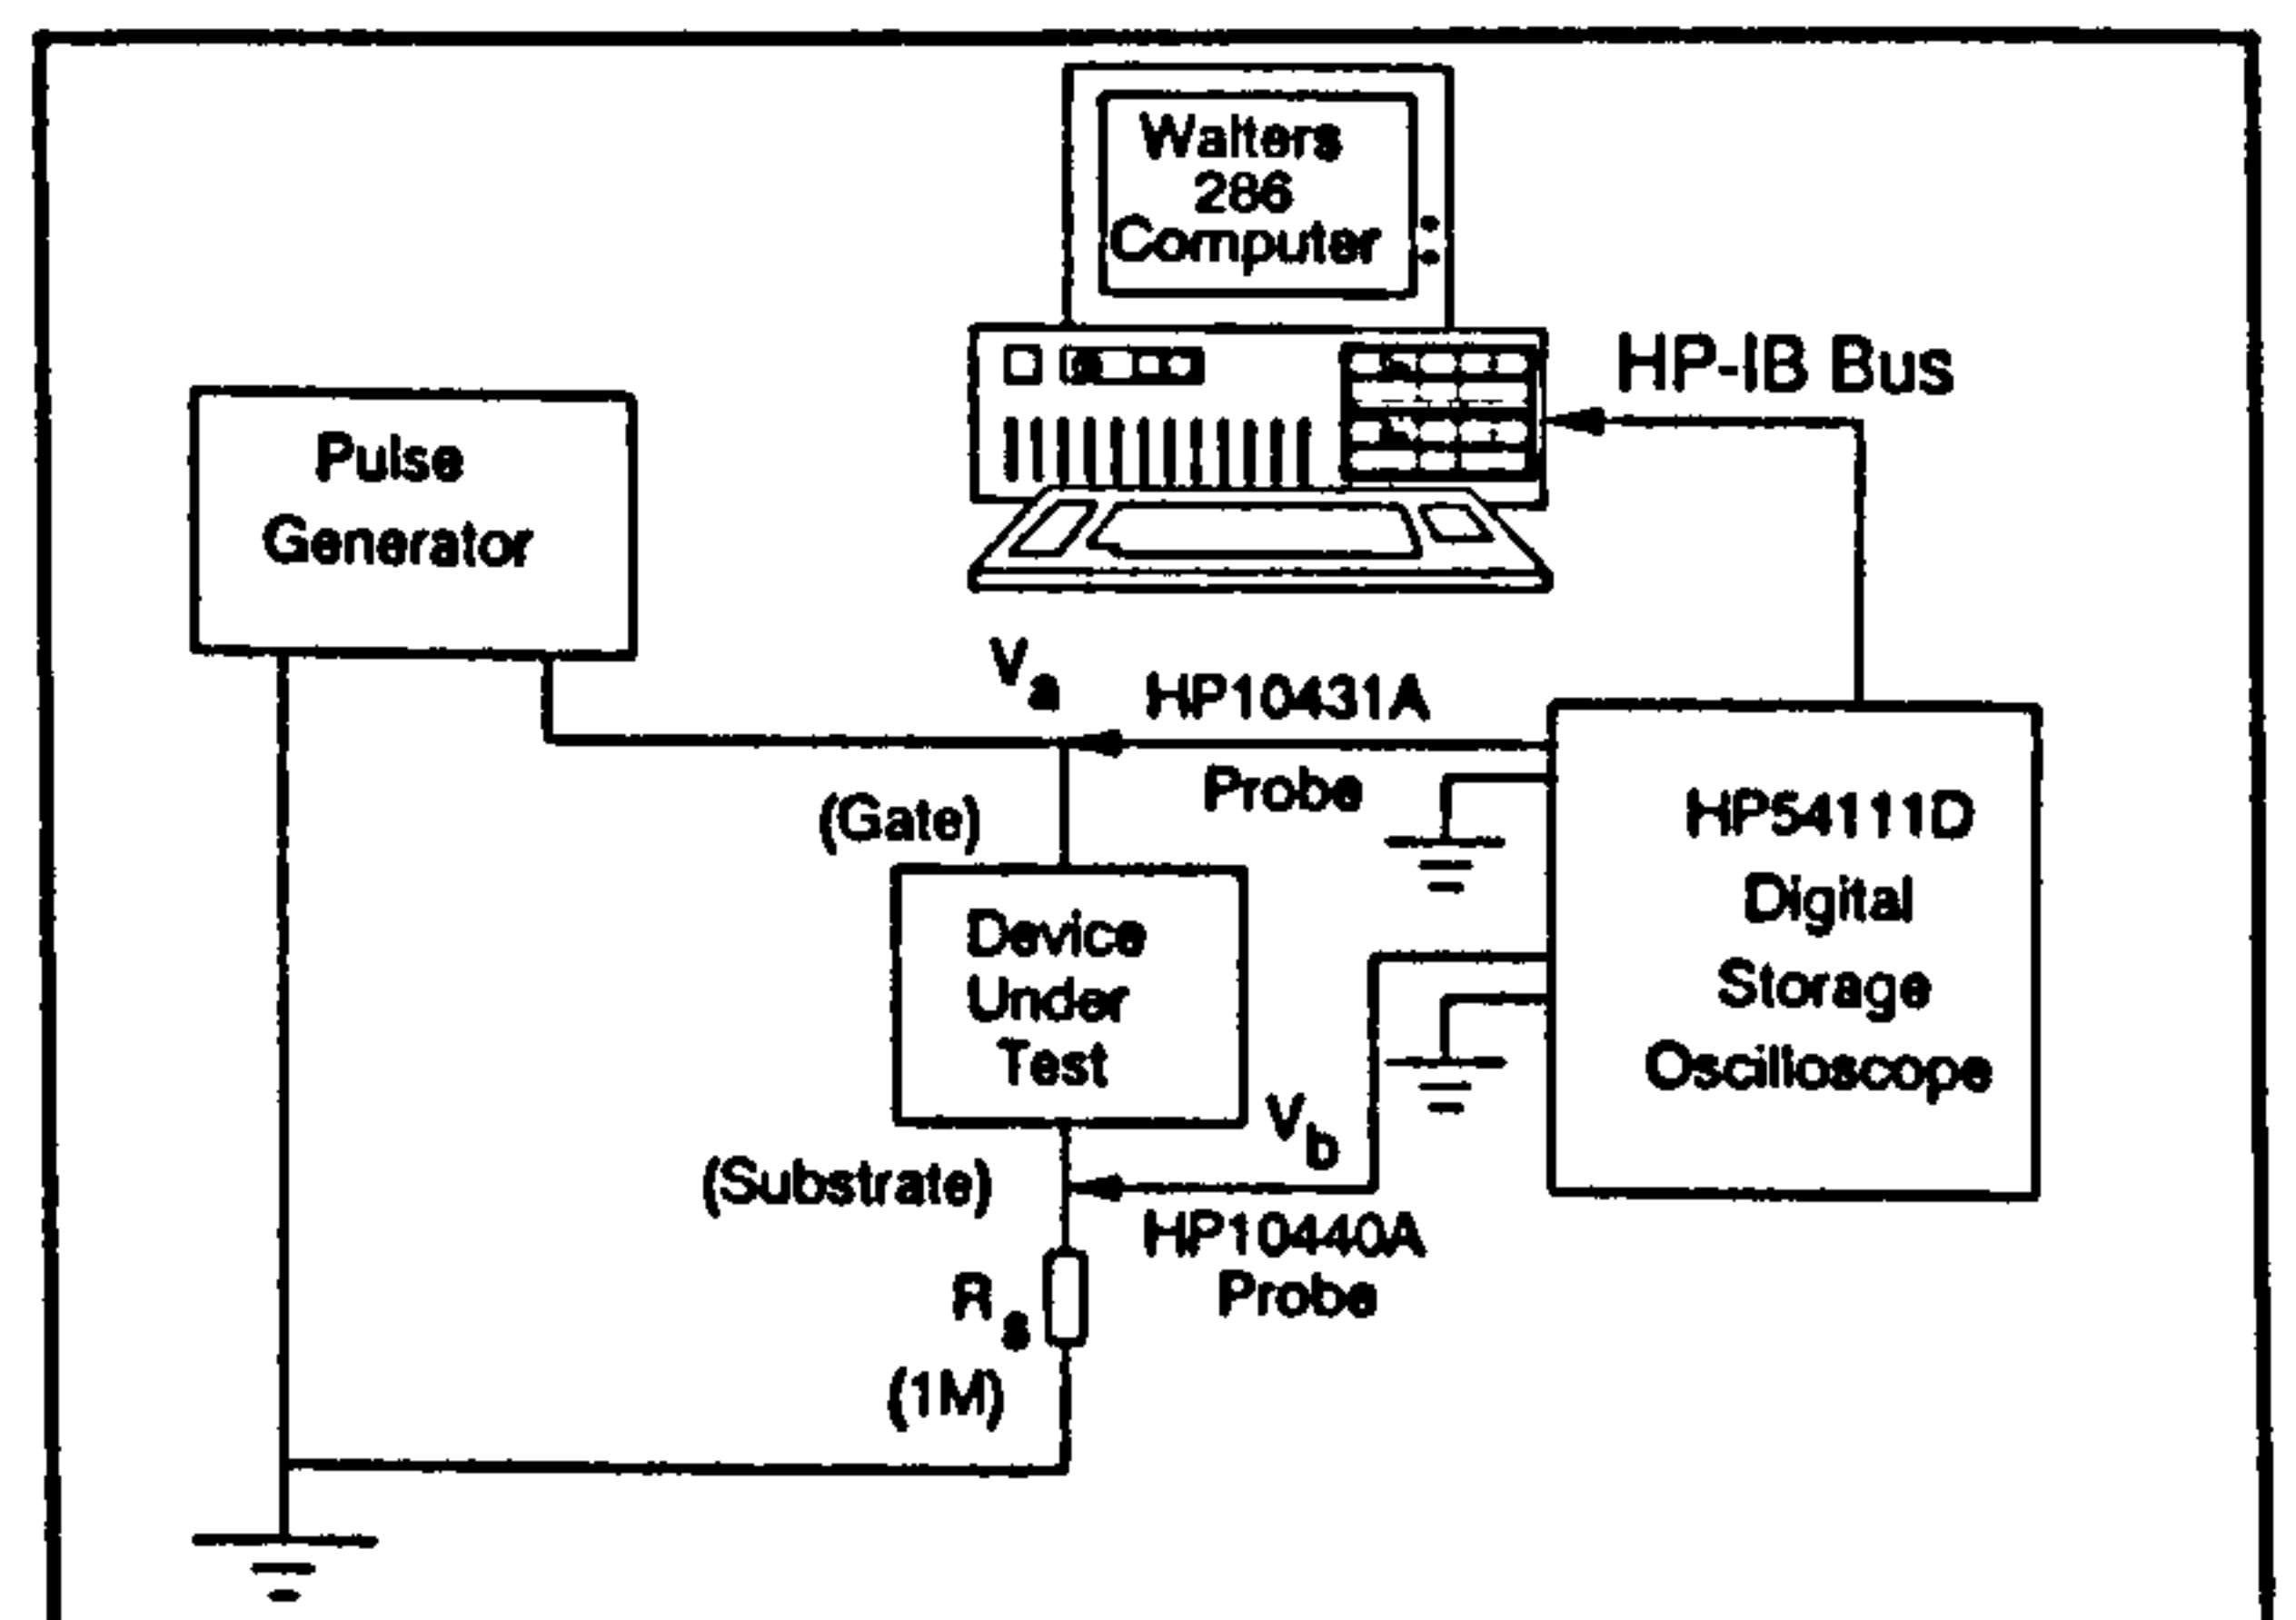 Walters
286
Computer
HP-IB Bus
Pulse
Generator
Va
HP10431A
Probe
(Gate)
HP54111D
Digital
Storage
Oscilloscope
Device
Under
Test
Vb
(Substrate)
HP10440A
Probe
Rs
(1M)